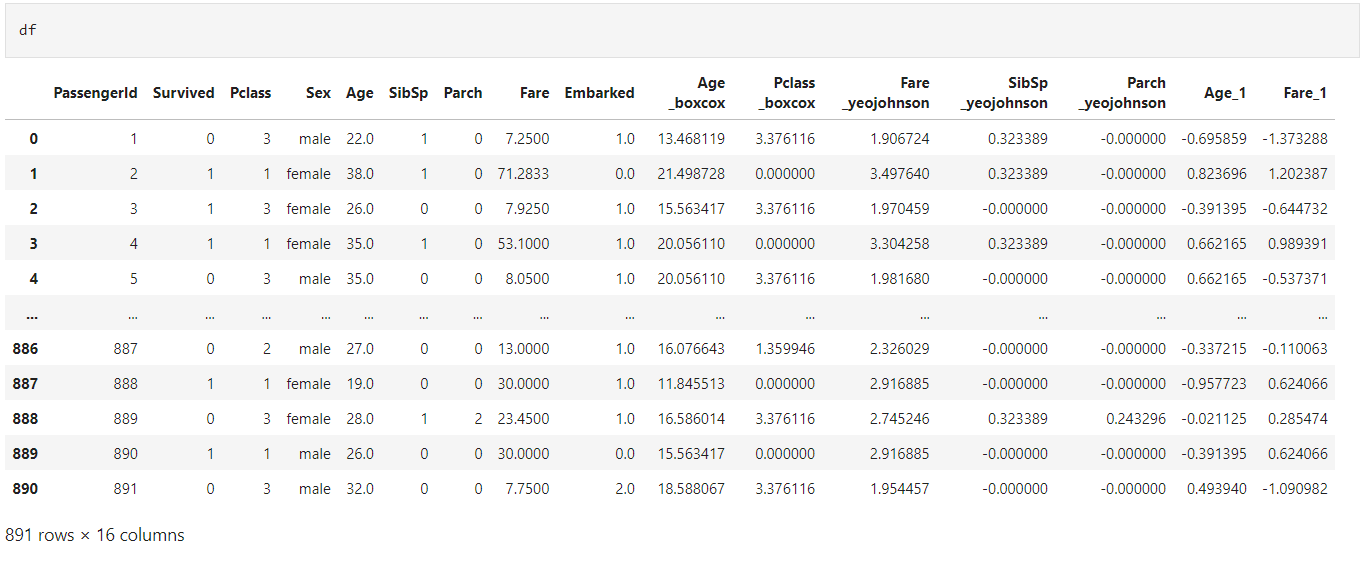 df
PassengerId Survived Pclass Sex Age SibSp Parch Fare Embarked Age _boxcox Pclass _boxcox Fare _yeojohnson SibSp _yeojohnson Parch _yeojohnson Age_1 Fare_1
0 1 0 3 male 22.0 1 0 7.2500 1.0 13.468119 3.376116 1.906724 0.323389 -0.000000 -0.695859 -1.373288
1 2 1 1 female 38.0 1 0 71.2833 0.0 21.498728 0.000000 3.497640 0.323389 -0.000000 0.823696 1.202387
2 3 1 3 female 26.0 0 0 7.9250 1.0 15.563417 3.376116 1.970459 -0.000000 -0.000000 -0.391395 -0.644732
3 4 1 1 female 35.0 1 0 53.1000 1.0 20.056110 0.000000 3.304258 0.323389 -0.000000 0.662165 0.989391
4 5 0 3 male 35.0 0 0 8.0500 1.0 20.056110 3.376116 1.981680 -0.000000 -0.000000 0.662165 -0.537371
... ... ... ... ... ... ... ... ... ... ... ... ... ... ... ... ...
886 887 0 2 male 27.0 0 0 13.0000 1.0 16.076643 1.359946 2.326029 -0.000000 -0.000000 -0.337215 -0.110063
887 888 1 1 female 19.0 0 0 30.0000 1.0 11.845513 0.000000 2.916885 -0.000000 -0.000000 -0.957723 0.624066
888 889 0 3 female 28.0 1 2 23.4500 1.0 16.586014 3.376116 2.745246 0.323389 0.243296 -0.021125 0.285474
889 890 1 1 male 26.0 0 0 30.0000 0.0 15.563417 0.000000 2.916885 -0.000000 -0.000000 -0.391395 0.624066
890 891 0 3 male 32.0 0 0 7.7500 2.0 18.588067 3.376116 1.954457 -0.000000 -0.000000 0.493940 -1.090982
891 rows × 16 columns